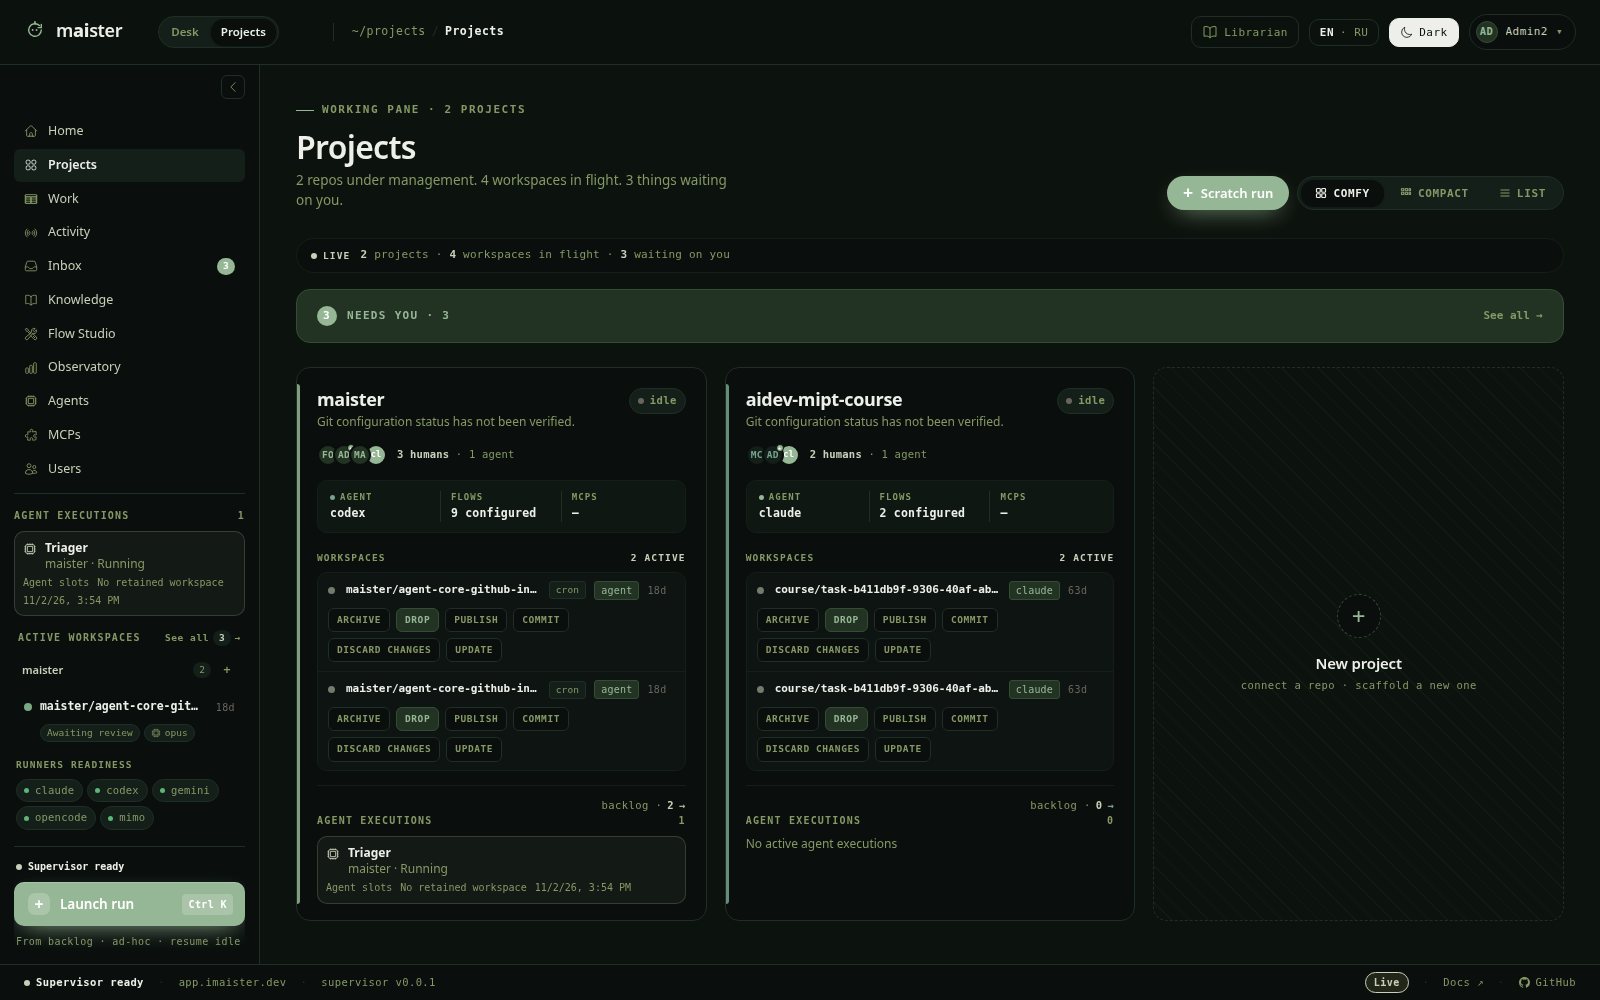 maister
Desk
Projects
~/projects / Projects
Librarian
EN · RU
Dark
AD Admin2 ▾
Home
Projects
Work
Activity
Inbox 3
Knowledge
Flow Studio
Observatory
Agents
MCPs
Users
AGENT EXECUTIONS 1
Triager
maister · Running
Agent slots No retained workspace
11/2/26, 3:54 PM
ACTIVE WORKSPACES See all 3 →
maister 2 +
maister/agent-core-git… 18d
Awaiting review opus
RUNNERS READINESS
claude codex gemini
opencode mimo
Supervisor ready
+ Launch run Ctrl K
From backlog · ad-hoc · resume idle
WORKING PANE · 2 PROJECTS
Projects
2 repos under management. 4 workspaces in flight. 3 things waiting
on you.
+ Scratch run
COMFY COMPACT LIST
LIVE 2 projects · 4 workspaces in flight · 3 waiting on you
3 NEEDS YOU · 3 See all →
maister idle
Git configuration status has not been verified.
FO AD MA cl 3 humans · 1 agent
AGENT FLOWS MCPS
codex 9 configured —
WORKSPACES 2 ACTIVE
maister/agent-core-github-in… cron agent 18d
ARCHIVE DROP PUBLISH COMMIT
DISCARD CHANGES UPDATE
maister/agent-core-github-in… cron agent 18d
ARCHIVE DROP PUBLISH COMMIT
DISCARD CHANGES UPDATE
backlog · 2 →
AGENT EXECUTIONS 1
Triager
maister · Running
Agent slots No retained workspace 11/2/26, 3:54 PM
aidev-mipt-course idle
Git configuration status has not been verified.
MC AD cl 2 humans · 1 agent
AGENT FLOWS MCPS
claude 2 configured —
WORKSPACES 2 ACTIVE
course/task-b411db9f-9306-40af-ab… claude 63d
ARCHIVE DROP PUBLISH COMMIT
DISCARD CHANGES UPDATE
course/task-b411db9f-9306-40af-ab… claude 63d
ARCHIVE DROP PUBLISH COMMIT
DISCARD CHANGES UPDATE
backlog · 0 →
AGENT EXECUTIONS 0
No active agent executions
+
New project
connect a repo · scaffold a new one
Supervisor ready · app.imaister.dev · supervisor v0.0.1
Live · Docs ↗ · GitHub